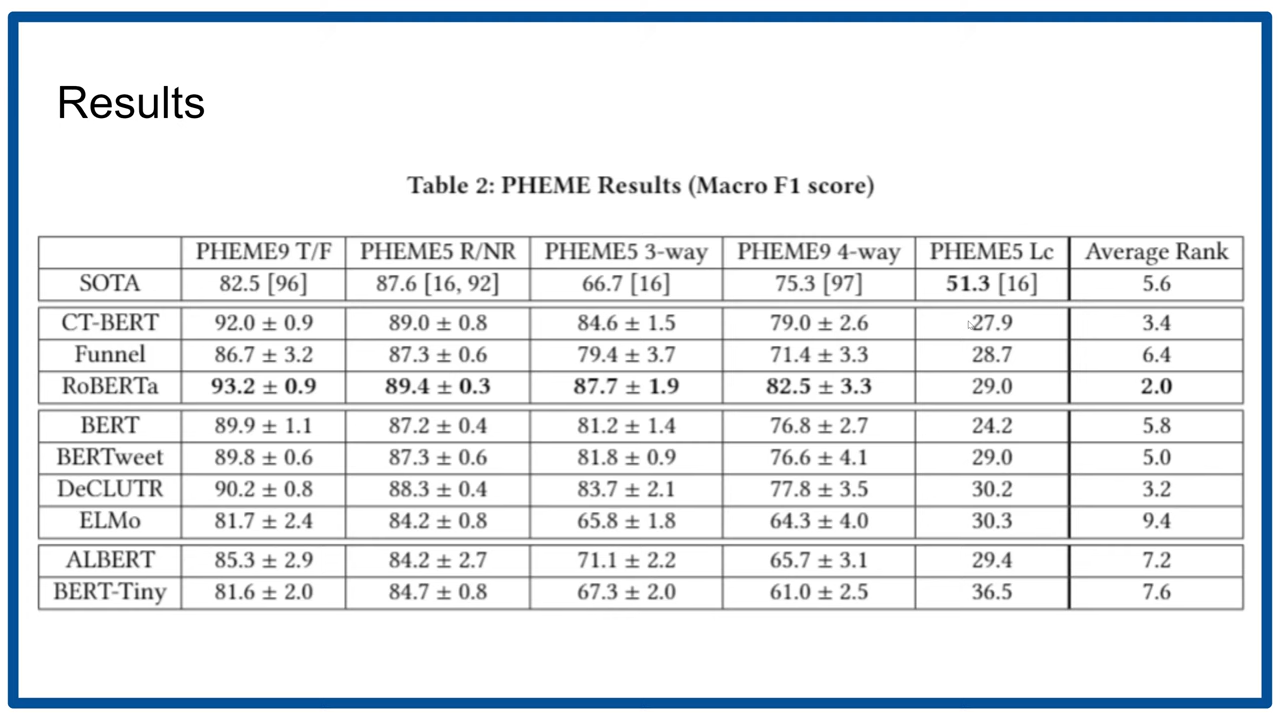 Results
Table 2: PHEME Results (Macro F1 score)
PHEME9 T/F PHEME5 R/NR PHEME5 3-way PHEME9 4-way PHEME5 Lc Average Rank
SOTA 82.5 [96] 87.6 [16, 92] 66.7 [16] 75.3 [97] 51.3 [16] 5.6
CT-BERT 92.0 ± 0.9 89.0 ± 0.8 84.6 ± 1.5 79.0 ± 2.6 27.9 3.4
Funnel 86.7 ± 3.2 87.3 ± 0.6 79.4 ± 3.7 71.4 ± 3.3 28.7 6.4
RoBERTa 93.2 ± 0.9 89.4 ± 0.3 87.7 ± 1.9 82.5 ± 3.3 29.0 2.0
BERT 89.9 ± 1.1 87.2 ± 0.4 81.2 ± 1.4 76.8 ± 2.7 24.2 5.8
BERTweet 89.8 ± 0.6 87.3 ± 0.6 81.8 ± 0.9 76.6 ± 4.1 29.0 5.0
DeCLUTR 90.2 ± 0.8 88.3 ± 0.4 83.7 ± 2.1 77.8 ± 3.5 30.2 3.2
ELMo 81.7 ± 2.4 84.2 ± 0.8 65.8 ± 1.8 64.3 ± 4.0 30.3 9.4
ALBERT 85.3 ± 2.9 84.2 ± 2.7 71.1 ± 2.2 65.7 ± 3.1 29.4 7.2
BERT-Tiny 81.6 ± 2.0 84.7 ± 0.8 67.3 ± 2.0 61.0 ± 2.5 36.5 7.6